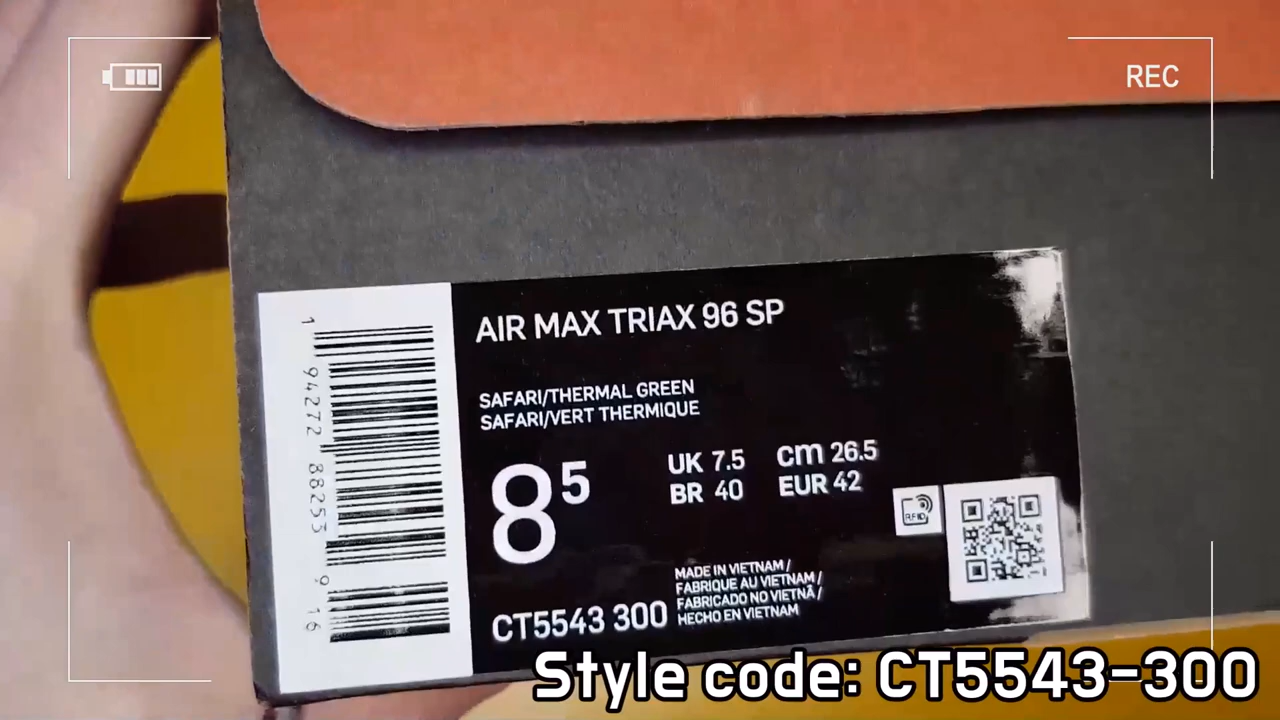 REC
AIR MAX TRIAX 96 SP
SAFARI/THERMAL GREEN
SAFARI/VERT THERMIQUE
8 5
UK 7.5 cm 26.5
BR 40 EUR 42
RFID
MADE IN VIETNAM /
FABRIQUE AU VIETNAM /
FABRICADO NO VIETNÃ /
HECHO EN VIETNAM
CT5543 300
1 94272 88253 9 16
Style code: CT5543-300